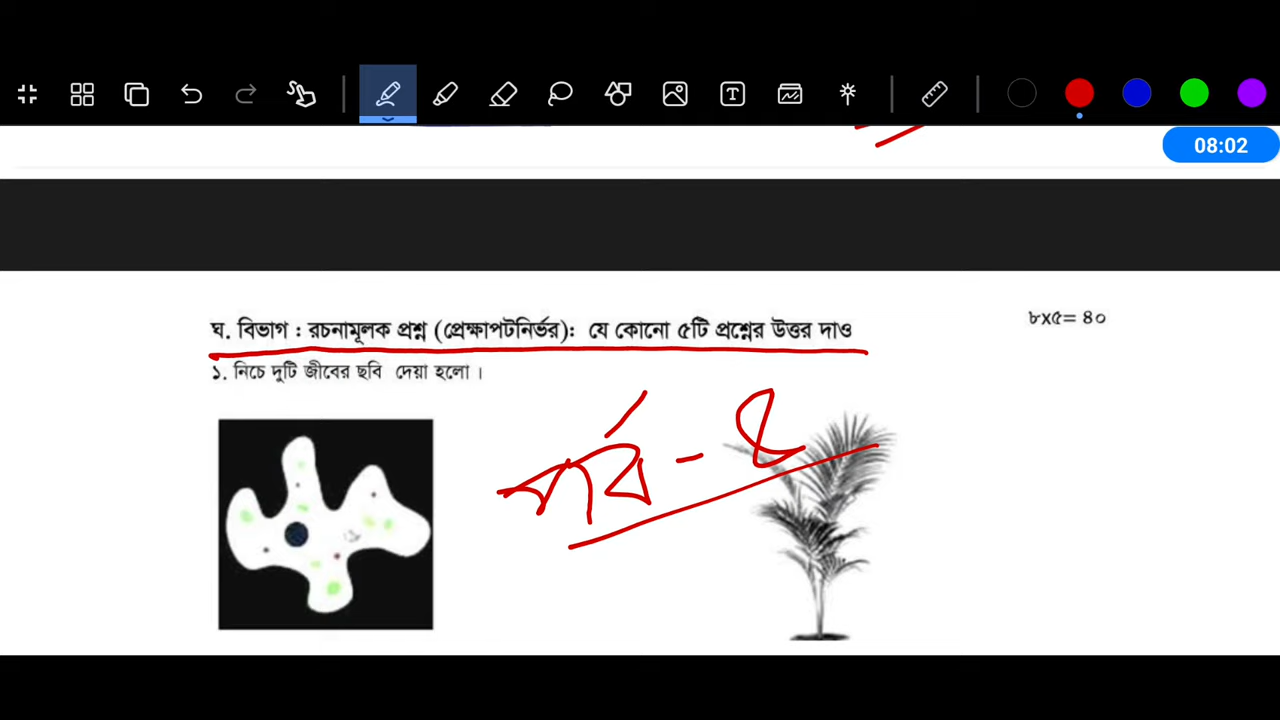 08:02
ঘ. বিভাগ : রচনামূলক প্রশ্ন (প্রেক্ষাপটনির্ভর): যে কোনো ৫টি প্রশ্নের উত্তর দাও ৮x৫= ৪০
১. নিচে দুটি জীবের ছবি দেয়া হলো।
পর্ব - ৪